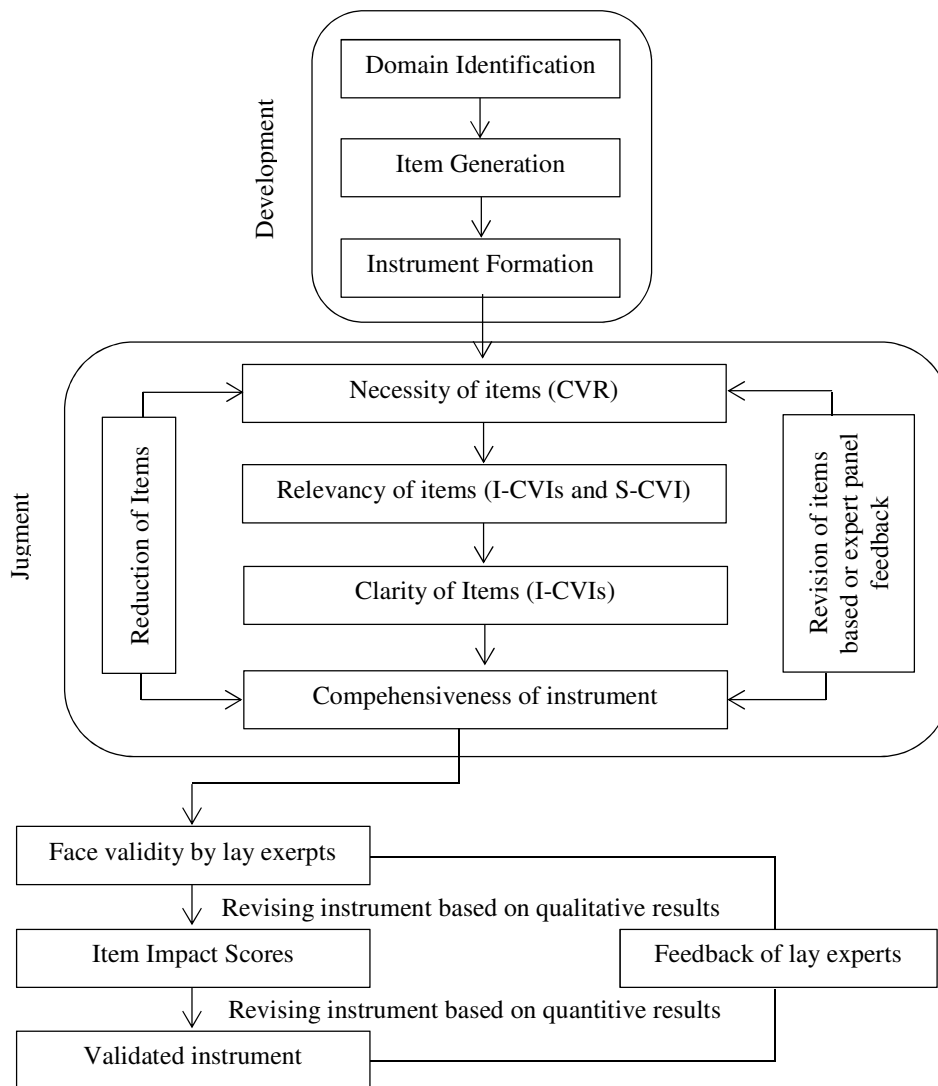 Development
Domain Identification
Item Generation
Instrument Formation
Jugment
Necessity of items (CVR)
Reduction of Items
Relevancy of items (I-CVIs and S-CVI)
Clarity of Items (I-CVIs)
Revision of items
based or expert panel
feedback
Compehensiveness of instrument
Face validity by lay exerpts
Revising instrument based on qualitative results
Item Impact Scores
Feedback of lay experts
Revising instrument based on quantitive results
Validated instrument